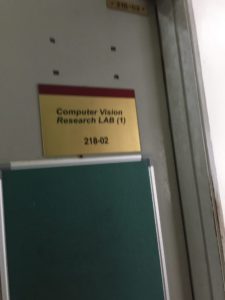 Computer Vision
Research LAB (1)
218-02